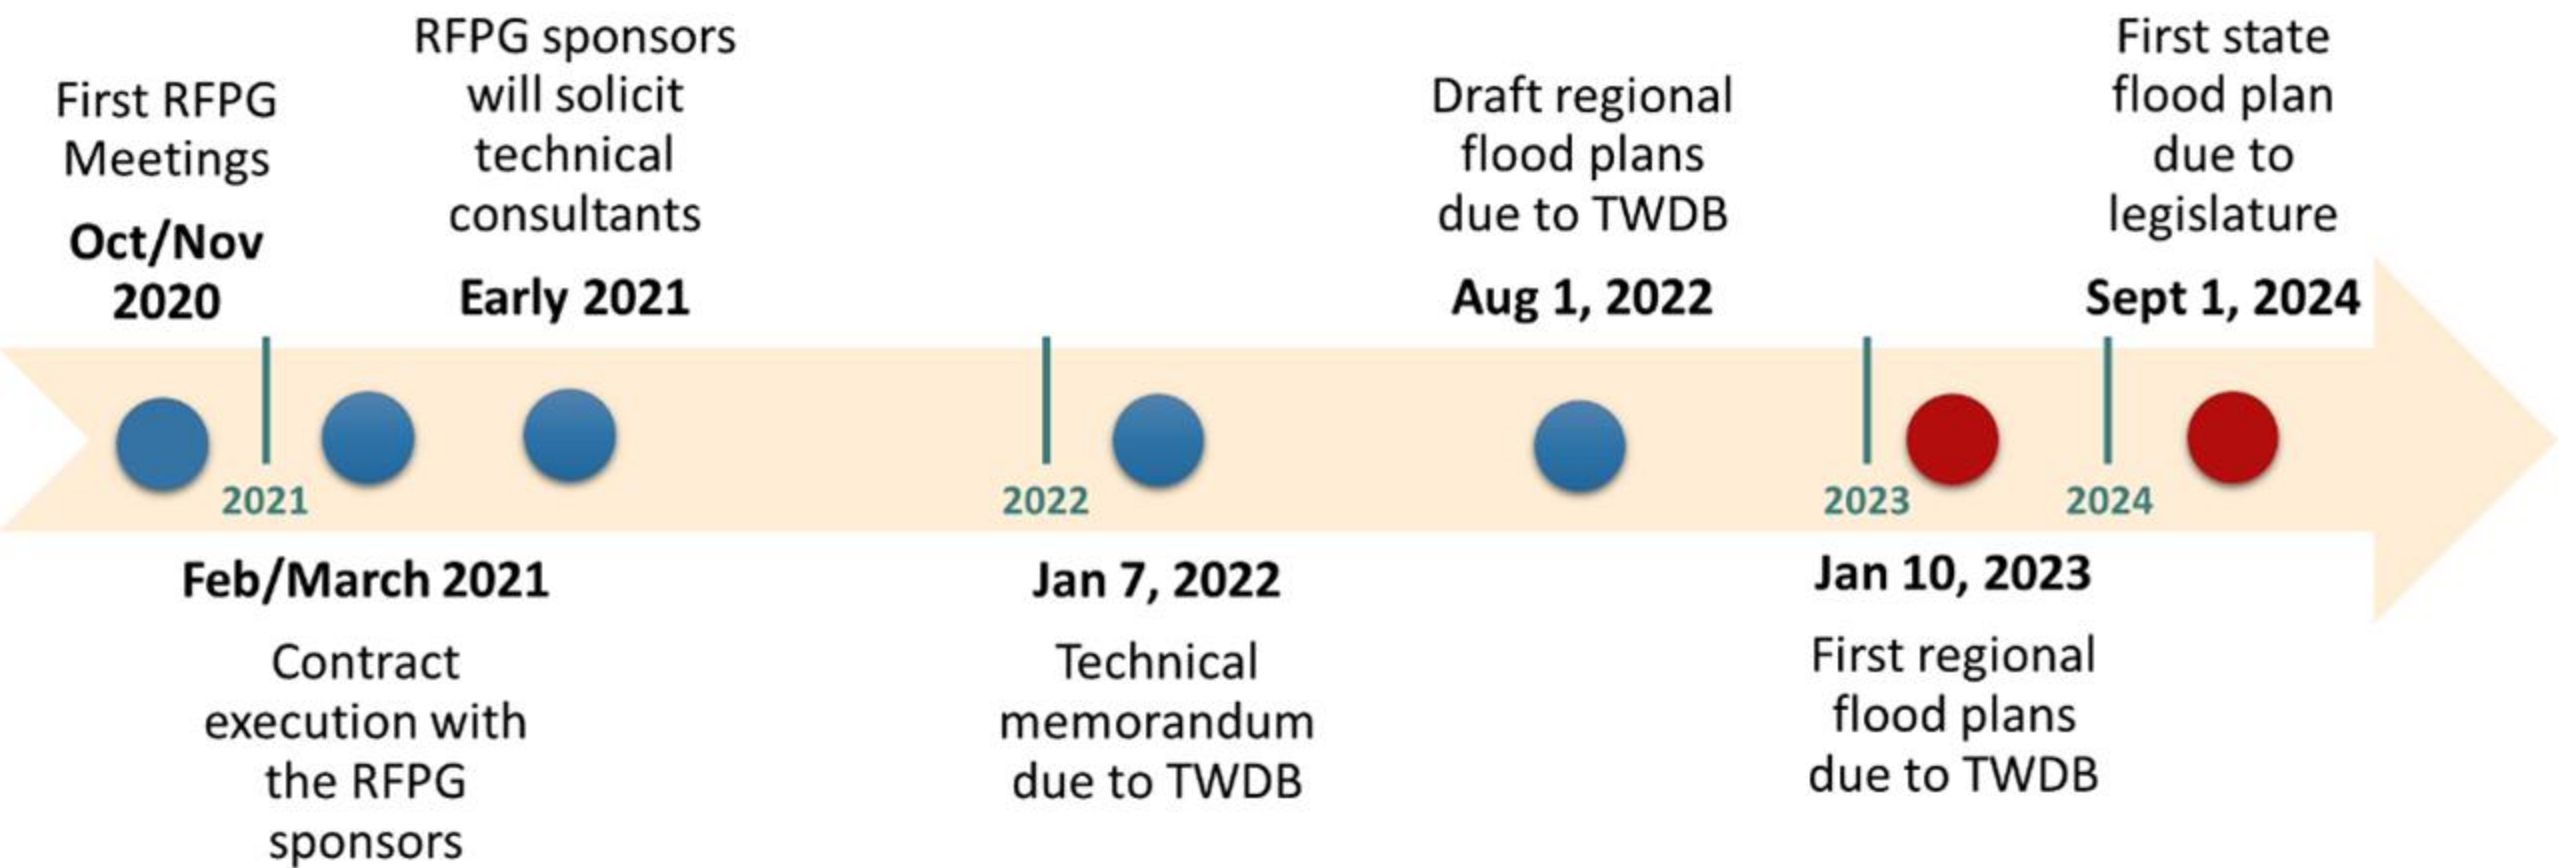 First RFPG
Meetings
Oct/Nov
2020
RFPG sponsors
will solicit
technical
consultants
Early 2021
Draft regional
flood plans
due to TWDB
Aug 1, 2022
First state
flood plan
due to
legislature
Sept 1, 2024
2021
2022
2023
2024
Feb/March 2021
Contract
execution with
the RFPG
sponsors
Jan 7, 2022
Technical
memorandum
due to TWDB
Jan 10, 2023
First regional
flood plans
due to TWDB